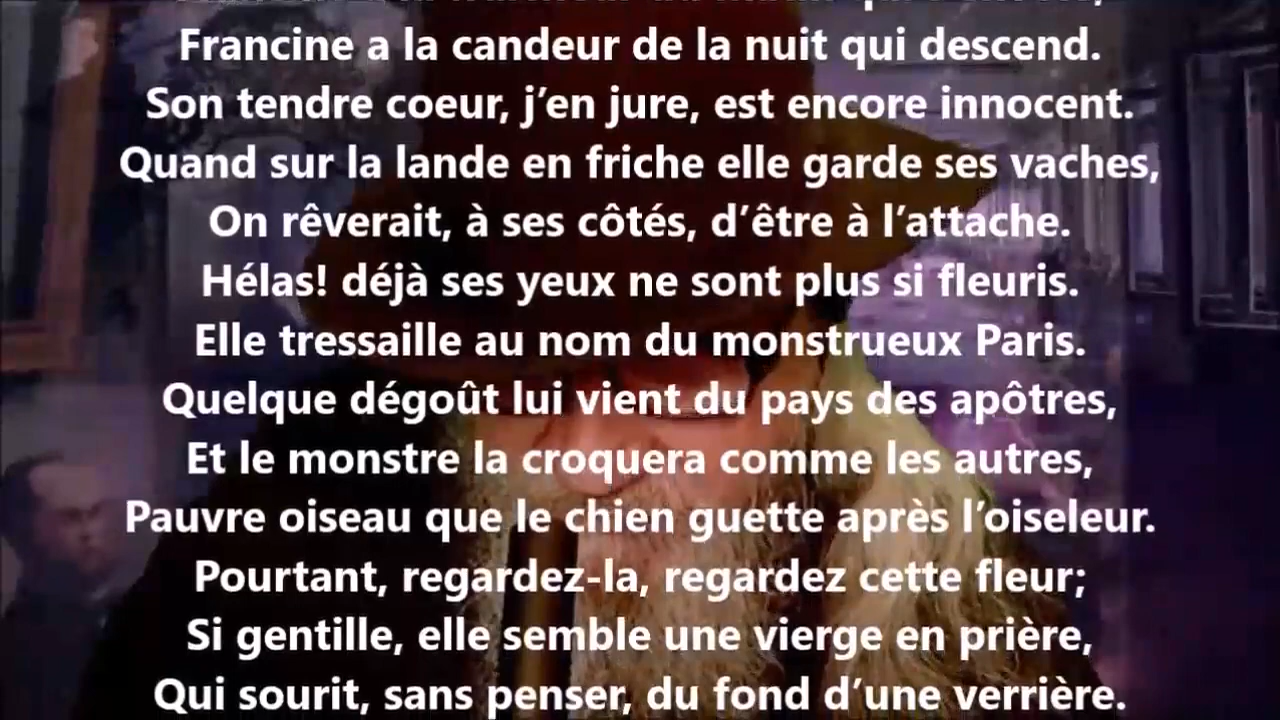 Francine a la candeur de la nuit qui descend.
Son tendre coeur, j’en jure, est encore innocent.
Quand sur la lande en friche elle garde ses vaches,
On rêverait, à ses côtés, d’être à l’attache.
Hélas! déjà ses yeux ne sont plus si fleuris.
Elle tressaille au nom du monstrueux Paris.
Quelque dégoût lui vient du pays des apôtres,
Et le monstre la croquera comme les autres,
Pauvre oiseau que le chien guette après l’oiseleur.
Pourtant, regardez-la, regardez cette fleur;
Si gentille, elle semble une vierge en prière,
Qui sourit, sans penser, du fond d’une verrière.